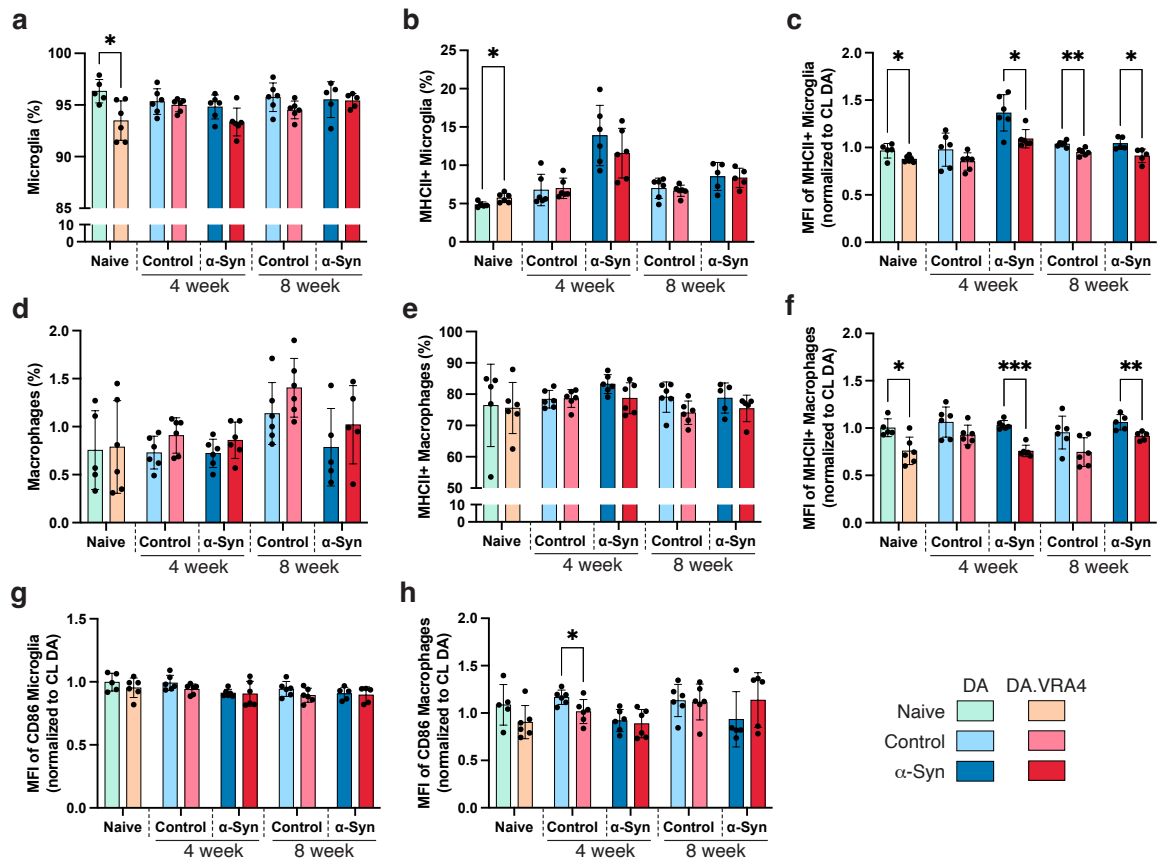 a
*
Microglia
(%)
100
95
90
85
10
0
Naive
Control
α-Syn
Control
α-Syn
4 week
8 week
b
*
MHCII+ Microglia (%)
25
20
15
10
5
0
Naive
Control
α-Syn
Control
α-Syn
4 week
8 week
c
*
*
**
*
MFI of MHCII+ Microglia
(normalized to CL DA)
2.0
1.5
1.0
0.5
0.0
Naive
Control
α-Syn
Control
α-Syn
4 week
8 week
d
Macrophages (%)
2.0
1.5
1.0
0.5
0.0
Naive
Control
α-Syn
Control
α-Syn
4 week
8 week
e
MHCII+ Macrophages (%)
100
90
80
70
60
50
10
0
Naive
Control
α-Syn
Control
α-Syn
4 week
8 week
f
*
***
**
MFI of MHCII+ Macrophages
(normalized to CL DA)
2.0
1.5
1.0
0.5
0.0
Naive
Control
α-Syn
Control
α-Syn
4 week
8 week
g
MFI of CD86 Microglia
(normalized to CL DA)
1.5
1.0
0.5
0.0
Naive
Control
α-Syn
Control
α-Syn
4 week
8 week
h
*
MFI of CD86 Macrophages
(normalized to CL DA)
2.0
1.5
1.0
0.5
0.0
Naive
Control
α-Syn
Control
α-Syn
4 week
8 week
DA DA.VRA4
Naive
Control
α-Syn